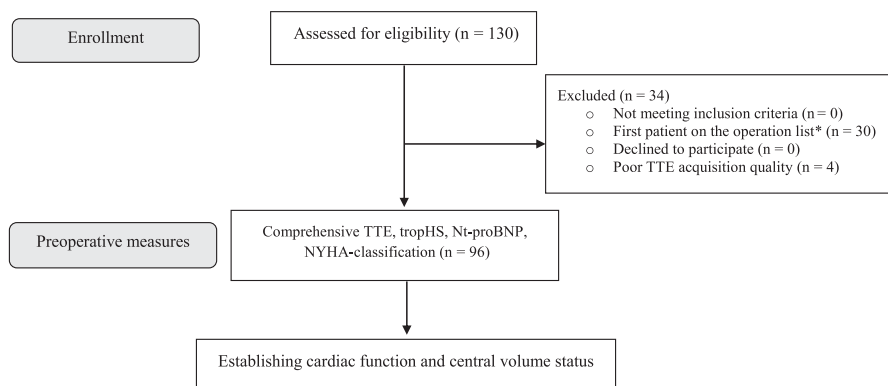 Enrollment
Assessed for eligibility (n = 130)
Excluded (n = 34)
o Not meeting inclusion criteria (n = 0)
o First patient on the operation list* (n = 30)
o Declined to participate (n = 0)
o Poor TTE acquisition quality (n = 4)
Preoperative measures
Comprehensive TTE, tropHS, Nt-proBNP,
NYHA-classification (n = 96)
Establishing cardiac function and central volume status